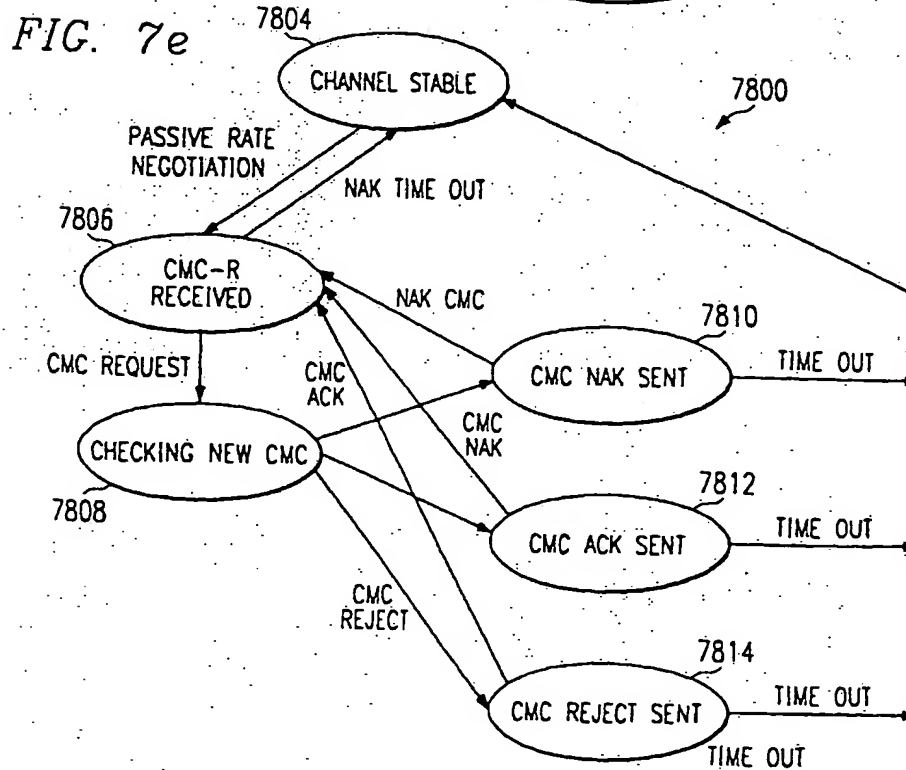 FIG. 7e
7804
CHANNEL STABLE
7800
PASSIVE RATE
NEGOTIATION
NAK TIME OUT
7806
CMC-R
RECEIVED
NAK CMC
7810
CMC REQUEST
CMC
ACK
CMC NAK SENT
TIME OUT
CMC
NAK
CHECKING NEW CMC
7808
7812
CMC ACK SENT
TIME OUT
CMC
REJECT
7814
CMC REJECT SENT
TIME OUT
TIME OUT